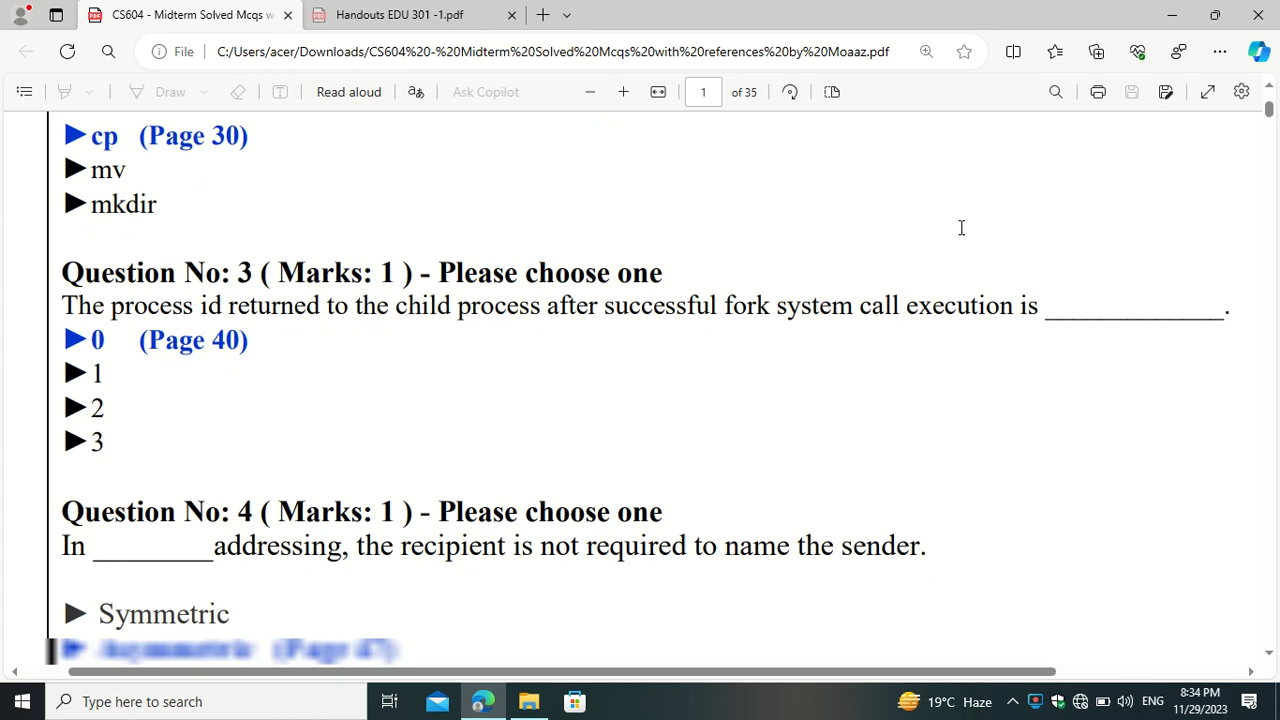 CS604 - Midterm Solved Mcqs w
Handouts EDU 301 -1.pdf
File
C:/Users/acer/Downloads/CS604%20-%20Midterm%20Solved%20Mcqs%20with%20references%20by%20Moaaz.pdf
Draw
Read aloud
Ask Copilot
1 of 35
►cp (Page 30)
►mv
►mkdir
Question No: 3 ( Marks: 1 ) - Please choose one
The process id returned to the child process after successful fork system call execution is _____________.
►0 (Page 40)
►1
►2
►3
Question No: 4 ( Marks: 1 ) - Please choose one
In _________addressing, the recipient is not required to name the sender.
► Symmetric
► Asymmetric (Page 47)
Type here to search
19°C Haze
ENG
8:34 PM
11/29/2023